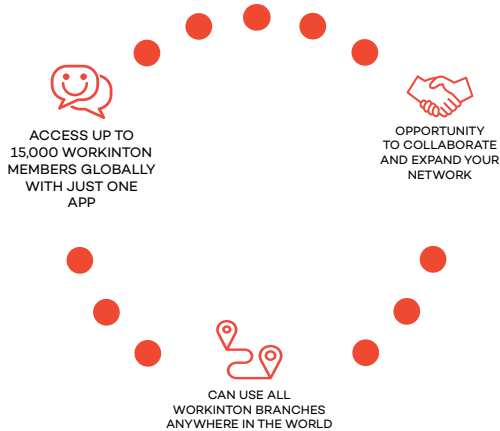 ACCESS UP TO
15,000 WORKINTON
MEMBERS GLOBALLY
WITH JUST ONE
APP
OPPORTUNITY
TO COLLABORATE
AND EXPAND YOUR
NETWORK
CAN USE ALL
WORKINTON BRANCHES
ANYWHERE IN THE WORLD